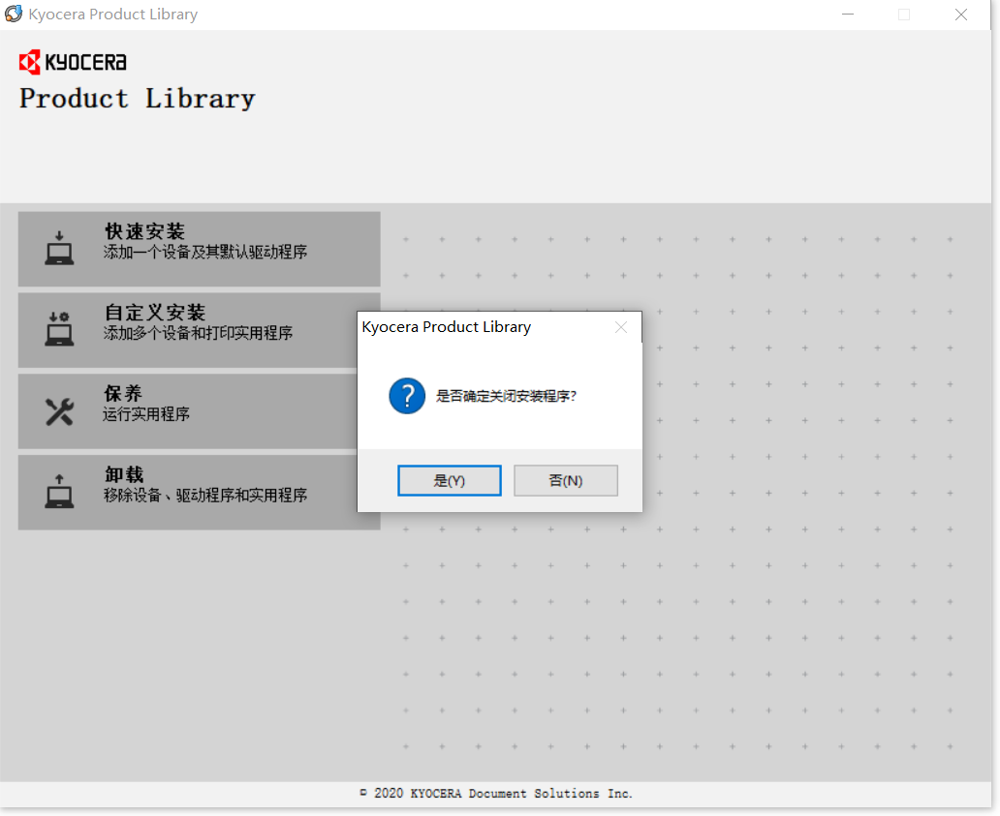 Kyocera Product Library
KYOCERA
Product Library
快速安装
添加一个设备及其默认驱动程序
自定义安装
添加多个设备和打印实用程序
保养
运行实用程序
卸载
移除设备、驱动程序和实用程序
Kyocera Product Library
是否确定关闭安装程序?
是(Y)
否(N)
© 2020 KYOCERA Document Solutions Inc.